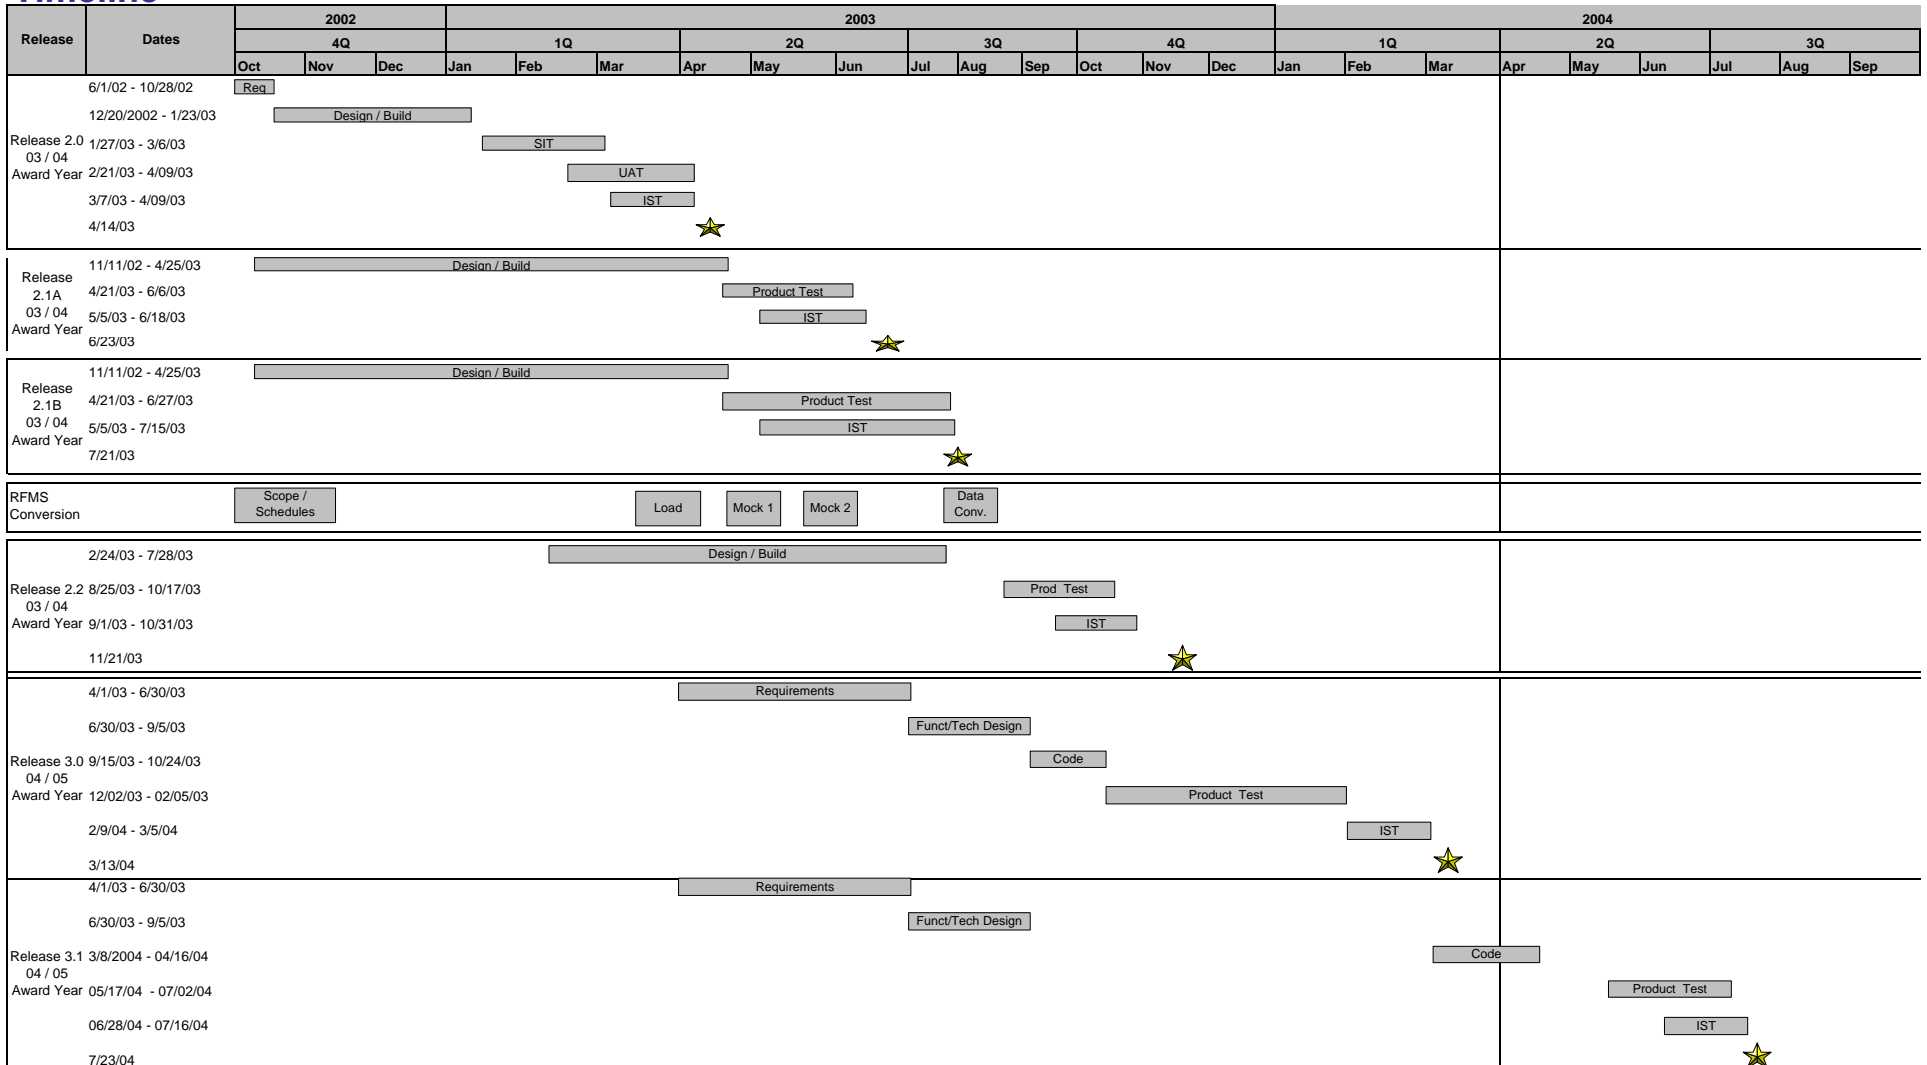 Timeline
Release Dates 2002 2003 2004
4Q 1Q 2Q 3Q 4Q 1Q 2Q 3Q
Oct Nov Dec Jan Feb Mar Apr May Jun Jul Aug Sep Oct Nov Dec Jan Feb Mar Apr May Jun Jul Aug Sep
6/1/02 - 10/28/02 Req
12/20/2002 - 1/23/03 Design / Build
Release 2.0 1/27/03 - 3/6/03 SIT
03 / 04
Award Year 2/21/03 - 4/09/03 UAT
3/7/03 - 4/09/03 IST
4/14/03
11/11/02 - 4/25/03 Design / Build
Release
2.1A 4/21/03 - 6/6/03 Product Test
03 / 04
5/5/03 - 6/18/03 IST
Award Year
6/23/03
11/11/02 - 4/25/03 Design / Build
Release
2.1B 4/21/03 - 6/27/03 Product Test
03 / 04
5/5/03 - 7/15/03 IST
Award Year
7/21/03
RFMS
Conversion
Scope /
Schedules
Load Mock 1 Mock 2
Data
Conv.
2/24/03 - 7/28/03 Design / Build
Release 2.2 8/25/03 - 10/17/03 Prod Test
03 / 04
Award Year 9/1/03 - 10/31/03 IST
11/21/03
4/1/03 - 6/30/03 Requirements
6/30/03 - 9/5/03 Funct/Tech Design
Release 3.0 9/15/03 - 10/24/03 Code
04 / 05
Award Year 12/02/03 - 02/05/03 Product Test
2/9/04 - 3/5/04 IST
3/13/04
4/1/03 - 6/30/03 Requirements
6/30/03 - 9/5/03 Funct/Tech Design
Release 3.1 3/8/2004 - 04/16/04 Code
04 / 05
Award Year 05/17/04 - 07/02/04 Product Test
06/28/04 - 07/16/04 IST
7/23/04